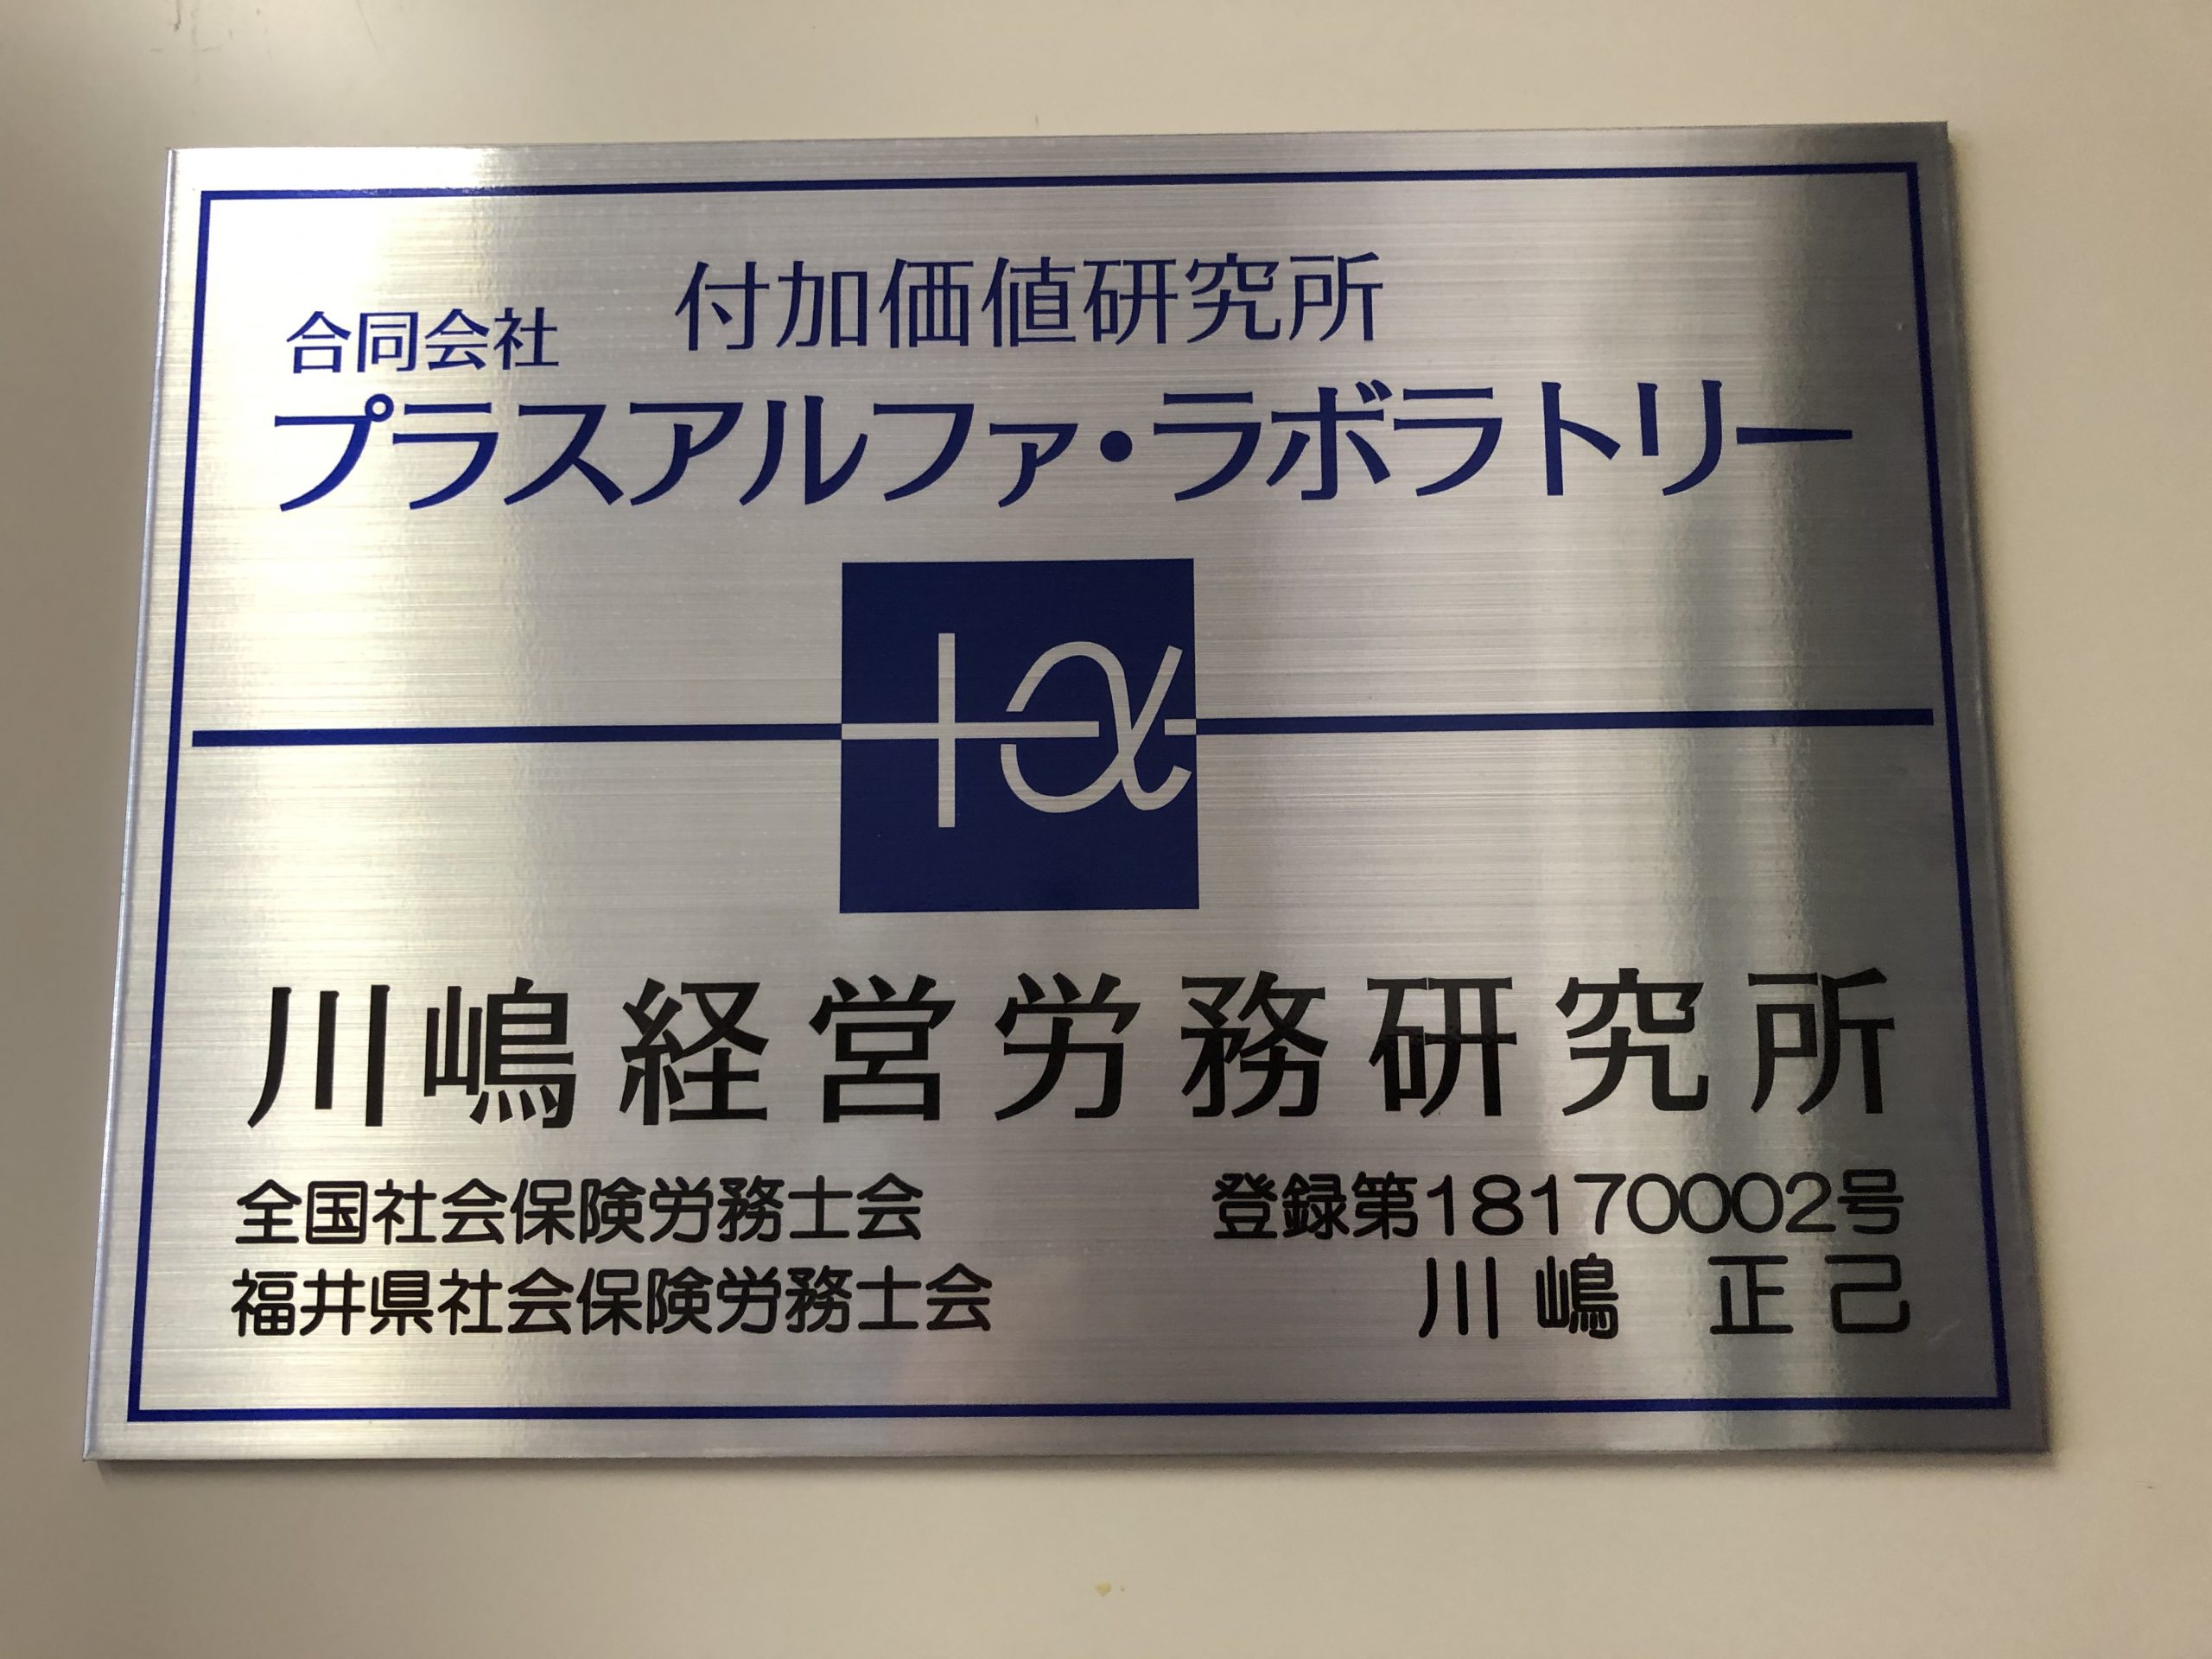 付加価値研究所
合同会社
プラスアルファ・ラボラトリー
+α
川嶋経営労務研究所
全国社会保険労務士会 登録第18170002号
福井県社会保険労務士会 川嶋 正己